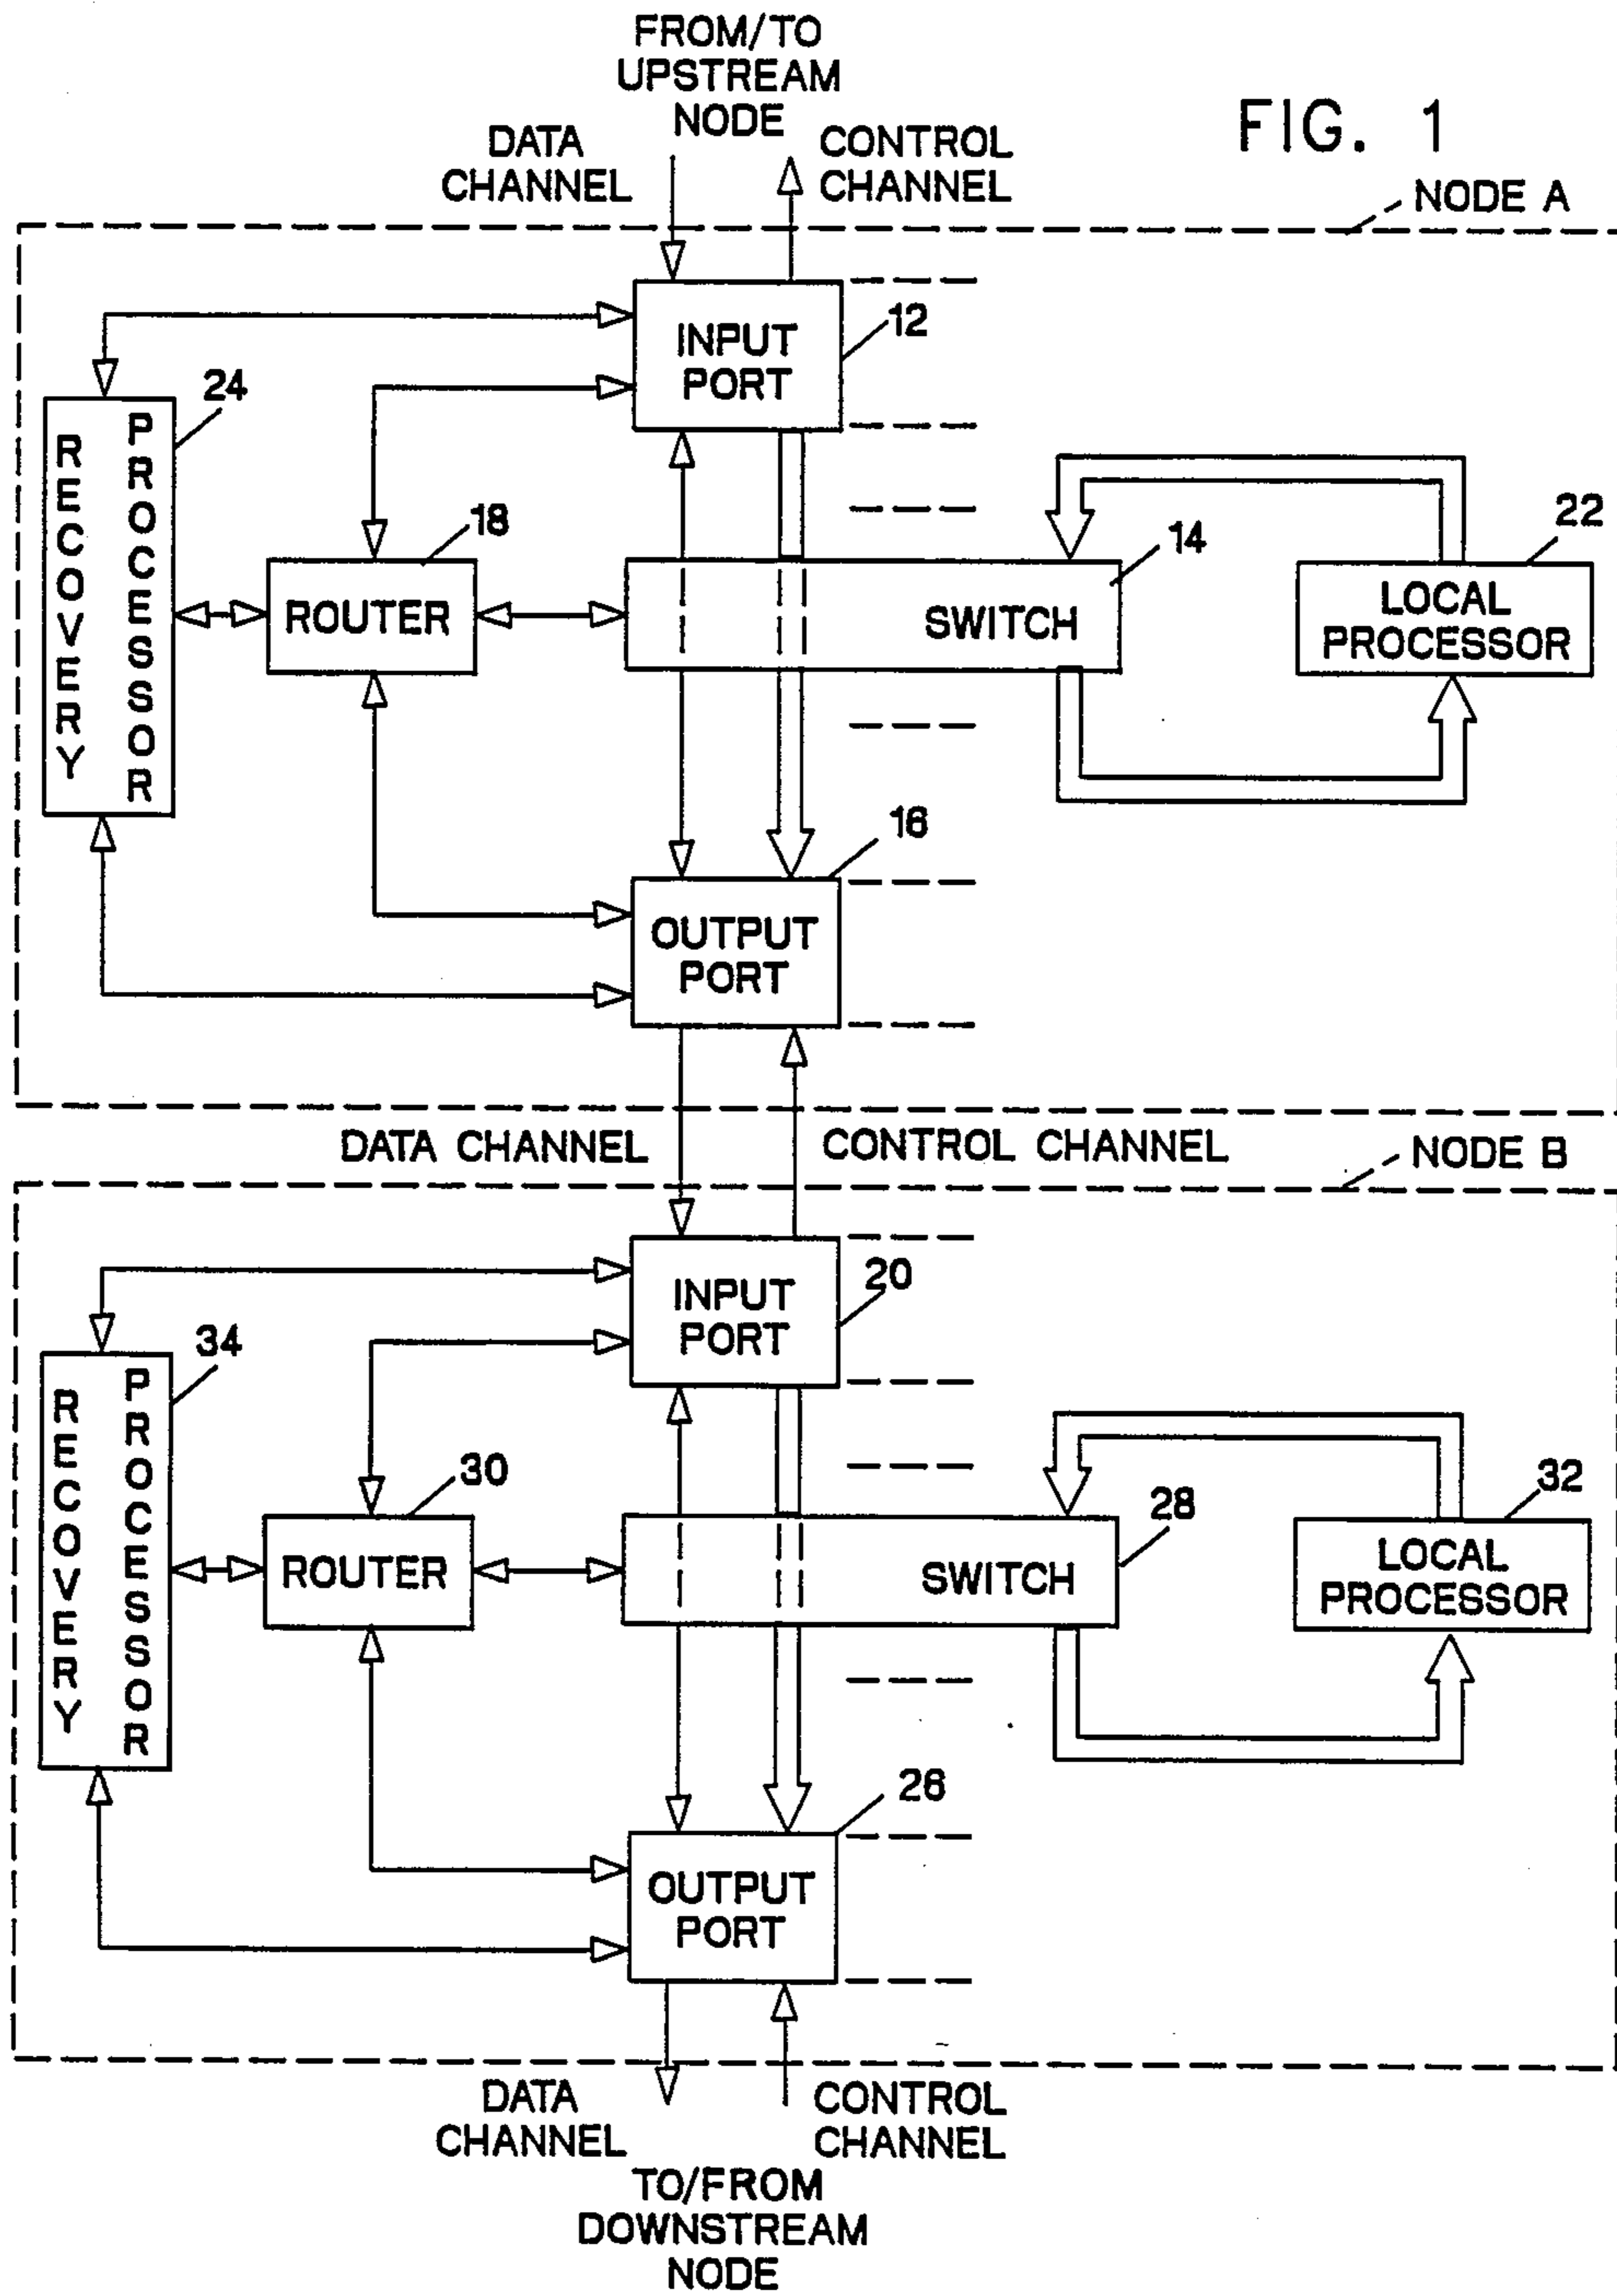 FROM/TO
UPSTREAM
NODE
DATA
CHANNEL
CONTROL
CHANNEL
FIG. 1
NODE A
INPUT
PORT
12
24
RECOVERY
PROCESSOR
18
ROUTER
14
SWITCH
22
LOCAL
PROCESSOR
16
OUTPUT
PORT
DATA CHANNEL
CONTROL CHANNEL
NODE B
INPUT
PORT
20
34
RECOVERY
PROCESSOR
30
ROUTER
28
SWITCH
32
LOCAL
PROCESSOR
26
OUTPUT
PORT
DATA
CHANNEL
CONTROL
CHANNEL
TO/FROM
DOWNSTREAM
NODE